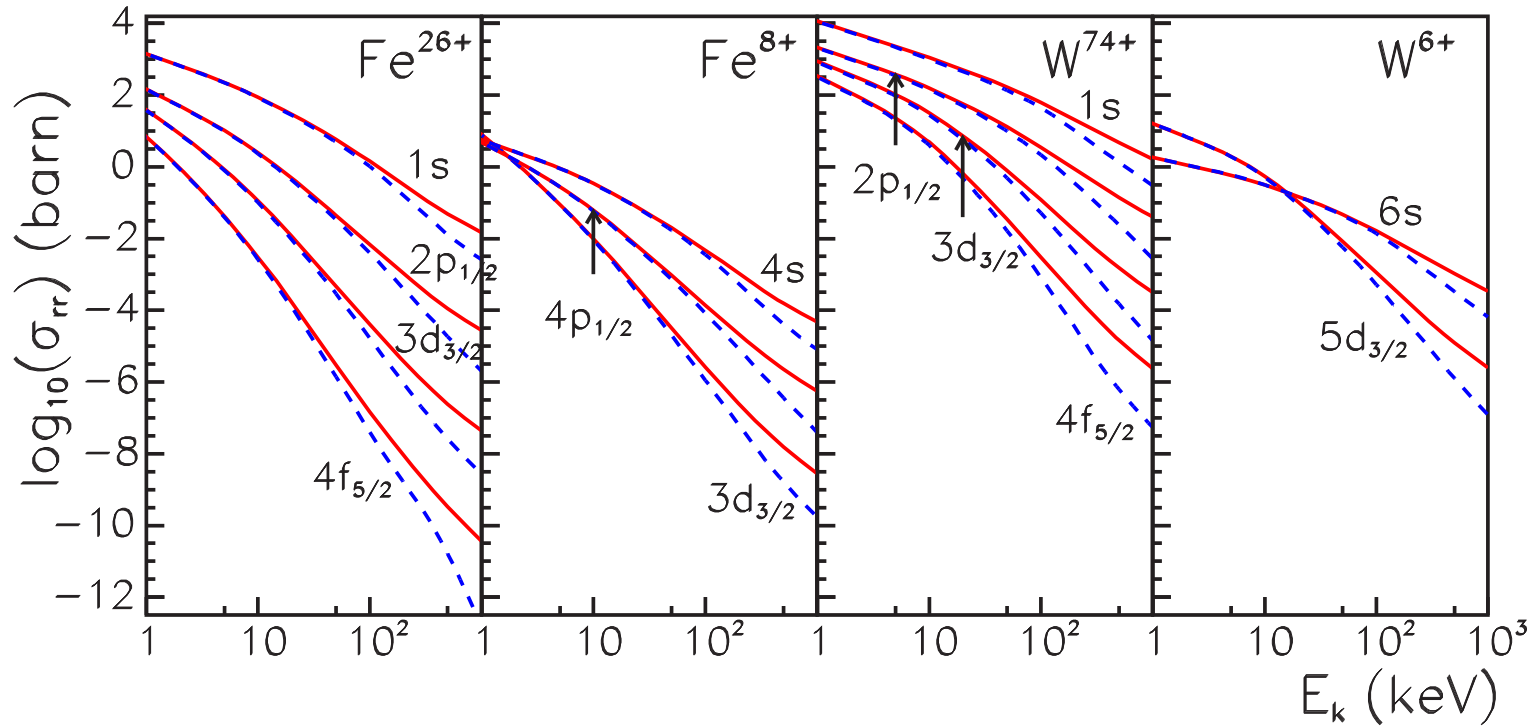 log₁₀(σᵣᵣ) (barn)
4
2
0
−2
−4
−6
−8
−10
−12
Fe²⁶⁺
1s
2p₁/₂
3d₃/₂
4f₅/₂
Fe⁸⁺
4s
4p₁/₂
3d₃/₂
W⁷⁴⁺
1s
2p₁/₂
3d₃/₂
4f₅/₂
W⁶⁺
6s
5d₃/₂
1 10 10² 1 10 10² 1 10 10² 1 10 10² 10³
Eₖ (keV)